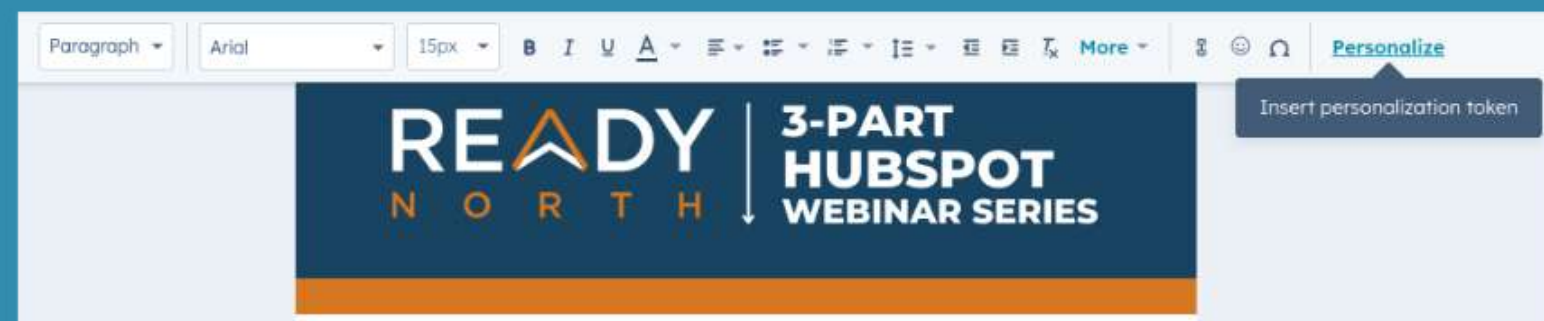 Paragraph Arial 15px B I U A More Ω Personalize
Insert personalization token
READY
NORTH
3-PART
HUBSPOT
WEBINAR SERIES